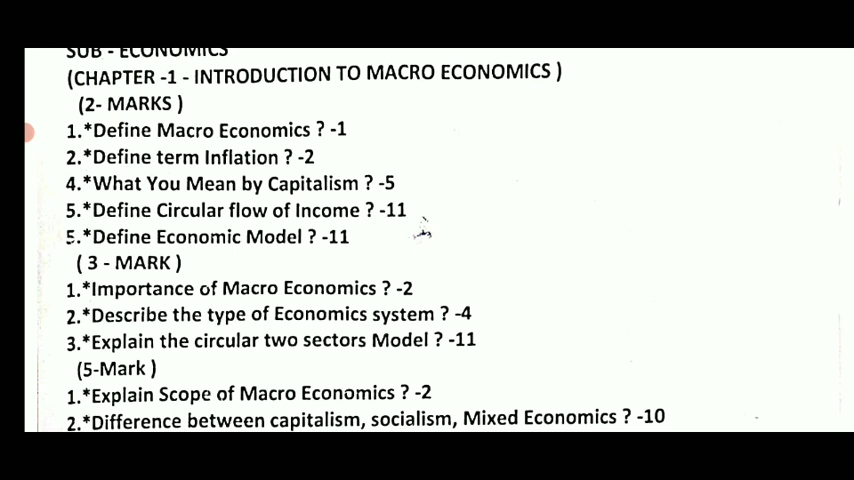 SUB - ECONOMICS
(CHAPTER -1 - INTRODUCTION TO MACRO ECONOMICS )
(2- MARKS )
1.*Define Macro Economics ? -1
2.*Define term Inflation ? -2
4.*What You Mean by Capitalism ? -5
5.*Define Circular flow of Income ? -11
5.*Define Economic Model ? -11
( 3 - MARK )
1.*Importance of Macro Economics ? -2
2.*Describe the type of Economics system ? -4
3.*Explain the circular two sectors Model ? -11
(5-Mark )
1.*Explain Scope of Macro Economics ? -2
2.*Difference between capitalism, socialism, Mixed Economics ? -10